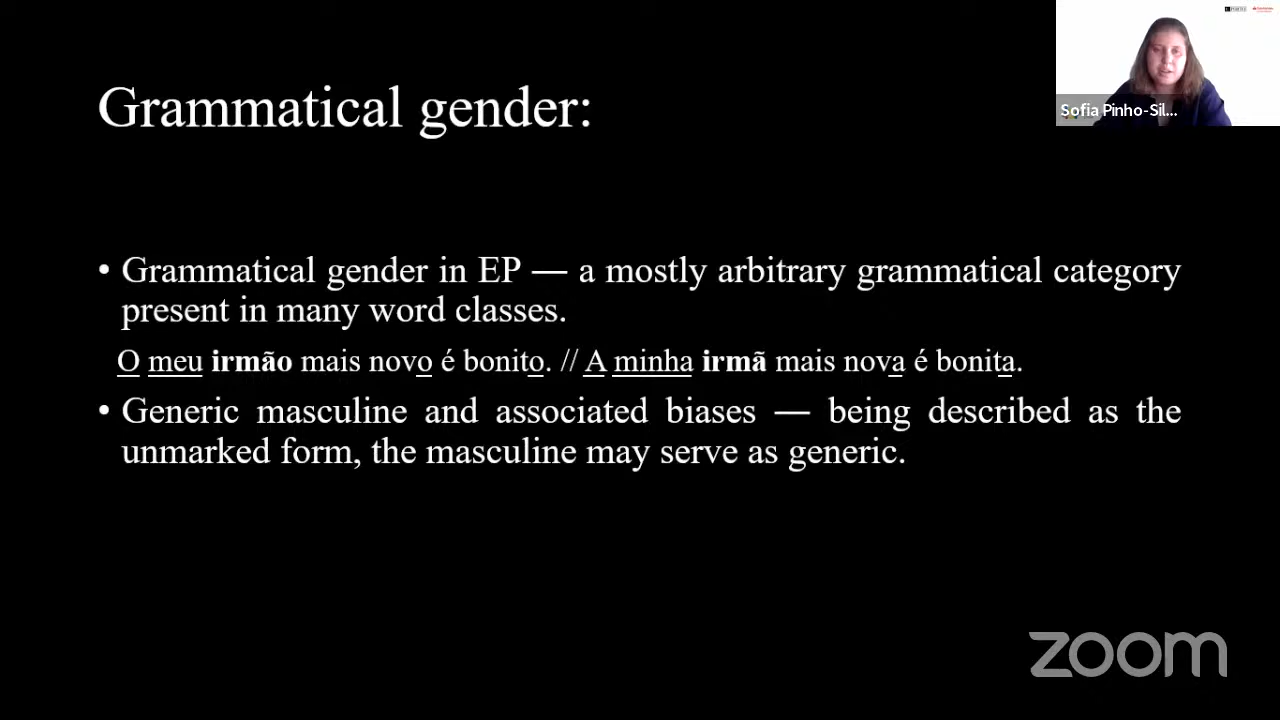 Grammatical gender:
PORTO
Sofia Pinho-Sil...
• Grammatical gender in EP — a mostly arbitrary grammatical category
present in many word classes.
O meu irmão mais novo é bonito. // A minha irmã mais nova é bonita.
• Generic masculine and associated biases — being described as the
unmarked form, the masculine may serve as generic.
zoom